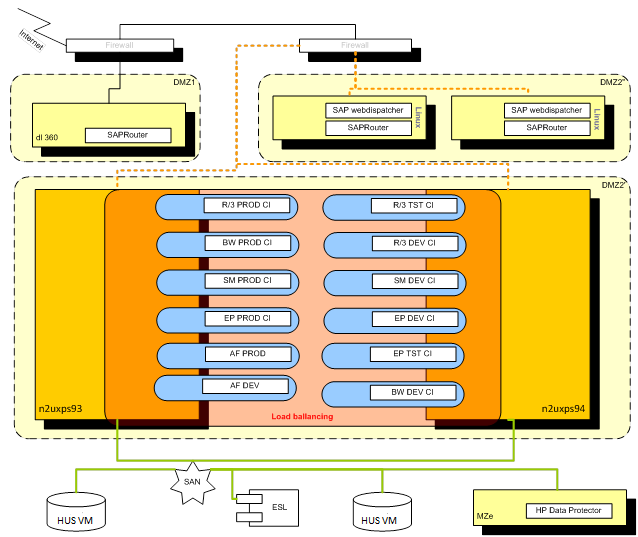 Internet
Firewall
Firewall
DMZ1
DMZ2"
dl 360
SAPRouter
SAP webdispatcher
SAPRouter
Linux
SAP webdispatcher
SAPRouter
Linux
DMZ2"
R/3 PROD CI
R/3 TST CI
BW PROD CI
R/3 DEV CI
SM PROD CI
SM DEV CI
EP PROD CI
EP DEV CI
AF PROD
EP TST CI
AF DEV
BW DEV CI
n2uxps93
n2uxps94
Load ballancing
SAN
HUS VM
ESL
HUS VM
MZe
HP Data Protector